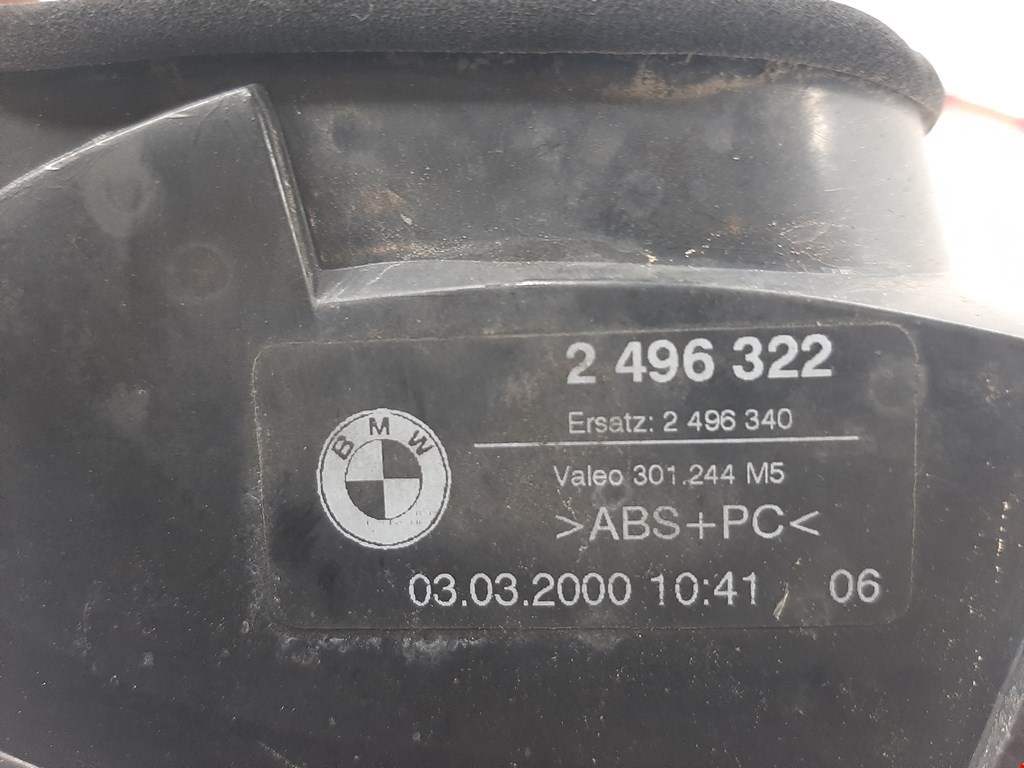 2 496 322
Ersatz: 2 496 340
BMW
Valeo 301.244 M5
>ABS+PC<
03.03.2000 10:41 06